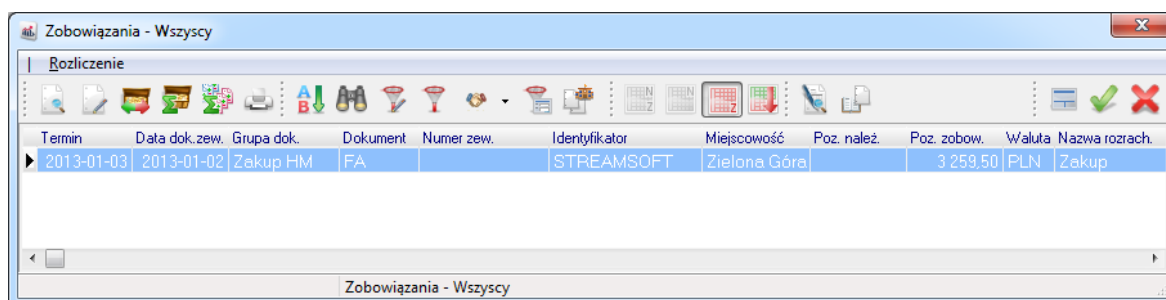 Zobowiązania - Wszyscy
Rozliczenie
Termin Data dok.zew. Grupa dok. Dokument Numer zew. Identyfikator Miejscowość Poz. należ. Poz. zobow. Waluta Nazwa rozrach.
2013-01-03 2013-01-02 Zakup HM FA STREAMSOFT Zielona Góra 3 259,50 PLN Zakup
Zobowiązania - Wszyscy